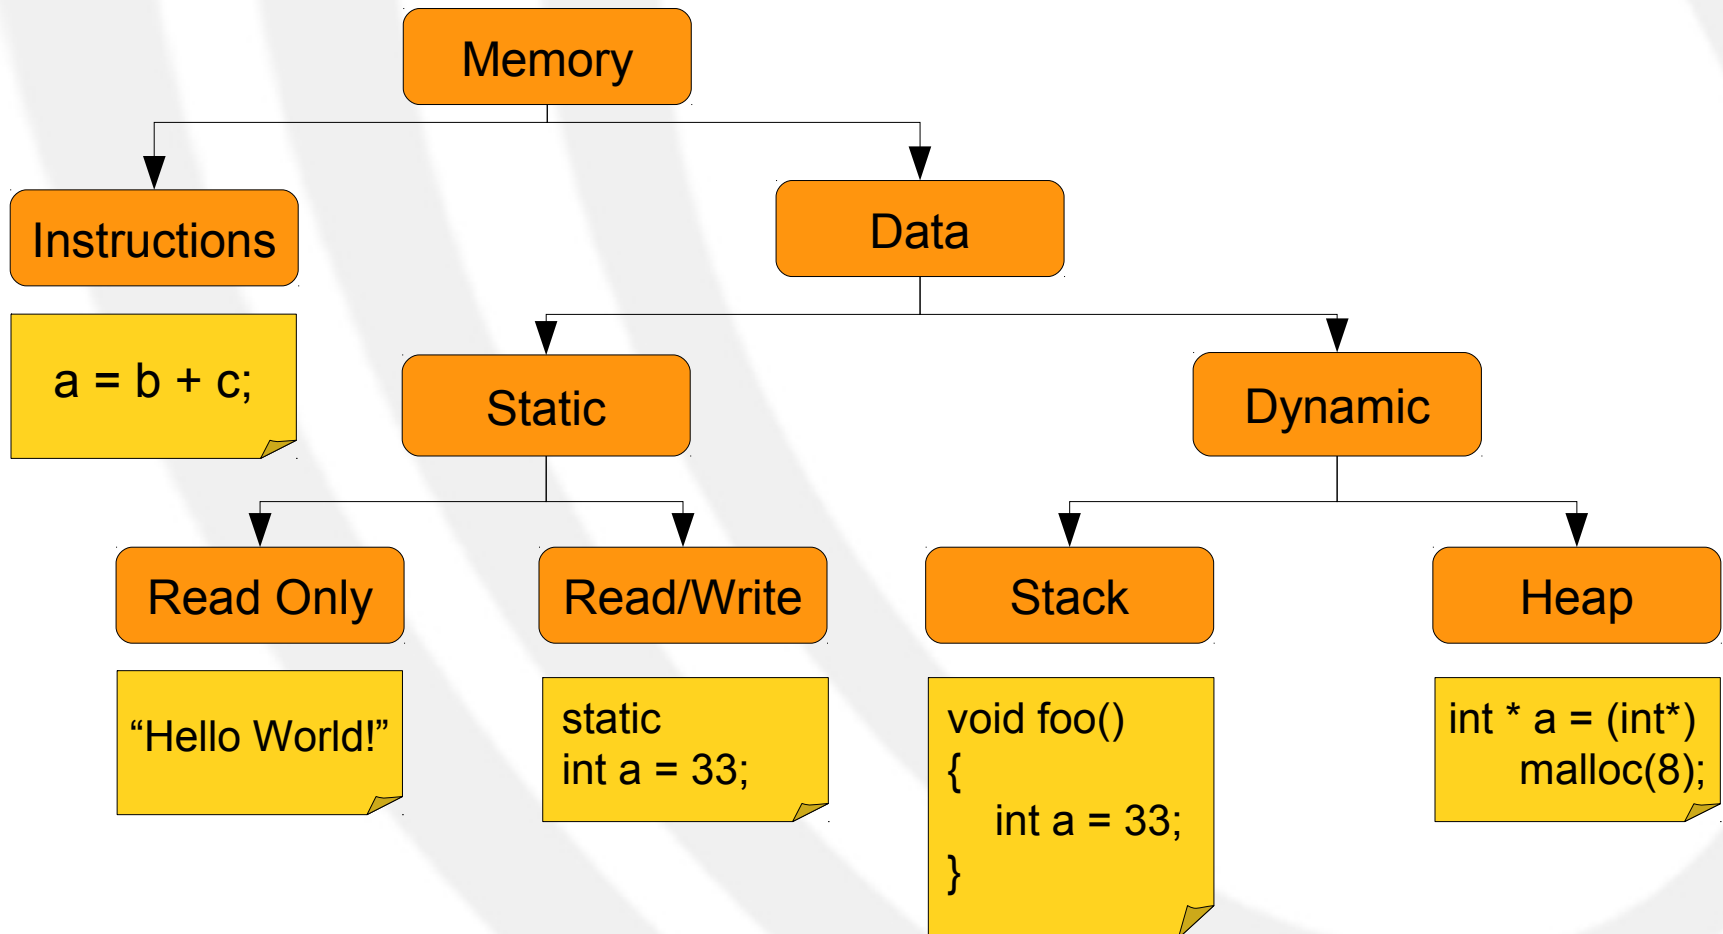 Memory
Instructions
Data
a = b + c;
Static
Dynamic
Read Only
Read/Write
Stack
Heap
“Hello World!”
static
int a = 33;
void foo()
{
int a = 33;
}
int * a = (int*)
malloc(8);